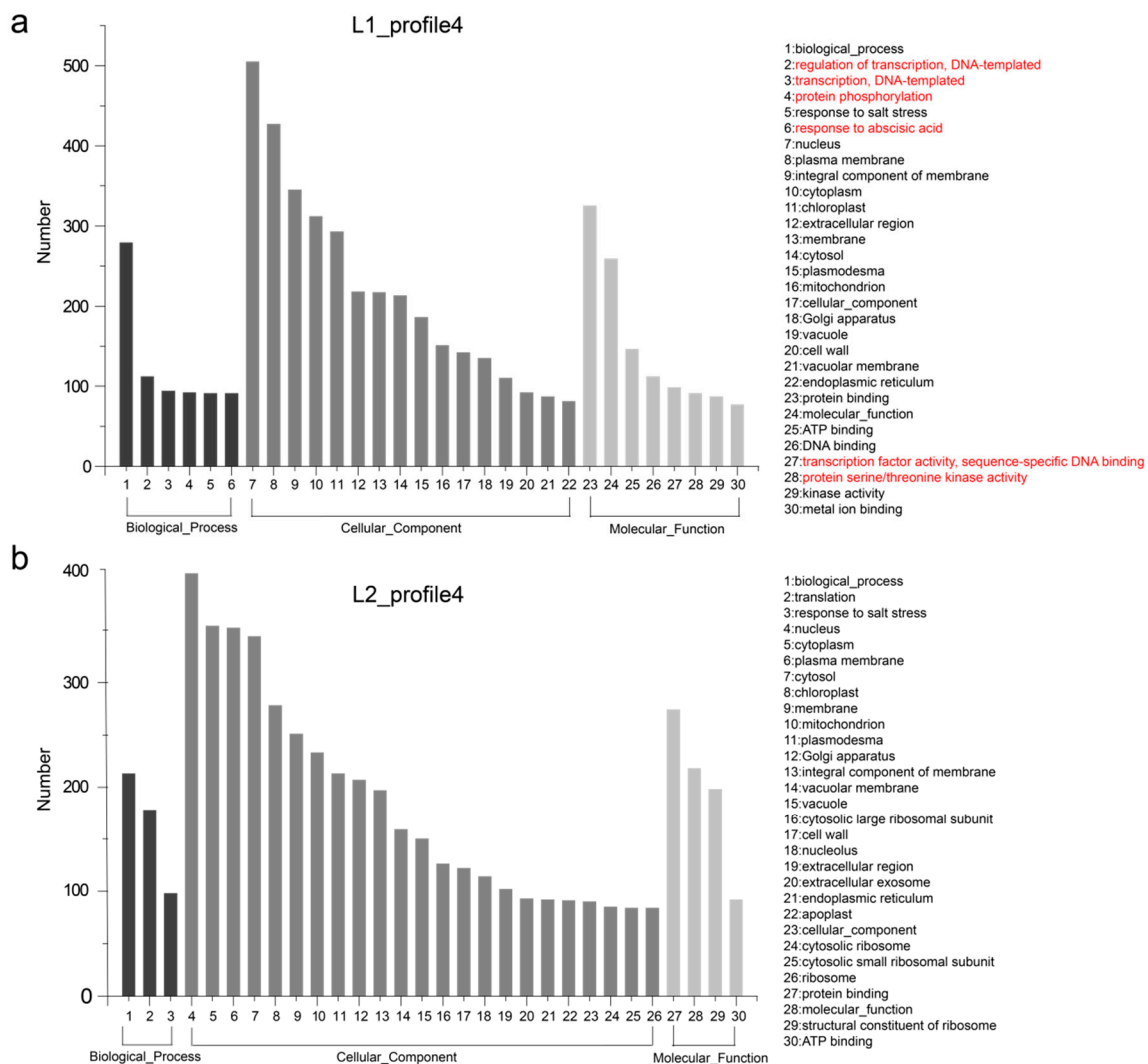 a
L1_profile4
Number
500
400
300
200
100
0
1 2 3 4 5 6 7 8 9 10 11 12 13 14 15 16 17 18 19 20 21 22 23 24 25 26 27 28 29 30
Biological_Process Cellular_Component Molecular_Function
1:biological_process
2:regulation of transcription, DNA-templated
3:transcription, DNA-templated
4:protein phosphorylation
5:response to salt stress
6:response to abscisic acid
7:nucleus
8:plasma membrane
9:integral component of membrane
10:cytoplasm
11:chloroplast
12:extracellular region
13:membrane
14:cytosol
15:plasmodesma
16:mitochondrion
17:cellular_component
18:Golgi apparatus
19:vacuole
20:cell wall
21:vacuolar membrane
22:endoplasmic reticulum
23:protein binding
24:molecular_function
25:ATP binding
26:DNA binding
27:transcription factor activity, sequence-specific DNA binding
28:protein serine/threonine kinase activity
29:kinase activity
30:metal ion binding
b
L2_profile4
Number
400
300
200
100
0
1 2 3 4 5 6 7 8 9 10 11 12 13 14 15 16 17 18 19 20 21 22 23 24 25 26 27 28 29 30
Biological_Process Cellular_Component Molecular_Function
1:biological_process
2:translation
3:response to salt stress
4:nucleus
5:cytoplasm
6:plasma membrane
7:cytosol
8:chloroplast
9:membrane
10:mitochondrion
11:plasmodesma
12:Golgi apparatus
13:integral component of membrane
14:vacuolar membrane
15:vacuole
16:cytosolic large ribosomal subunit
17:cell wall
18:nucleolus
19:extracellular region
20:extracellular exosome
21:endoplasmic reticulum
22:apoplast
23:cellular_component
24:cytosolic ribosome
25:cytosolic small ribosomal subunit
26:ribosome
27:protein binding
28:molecular_function
29:structural constituent of ribosome
30:ATP binding